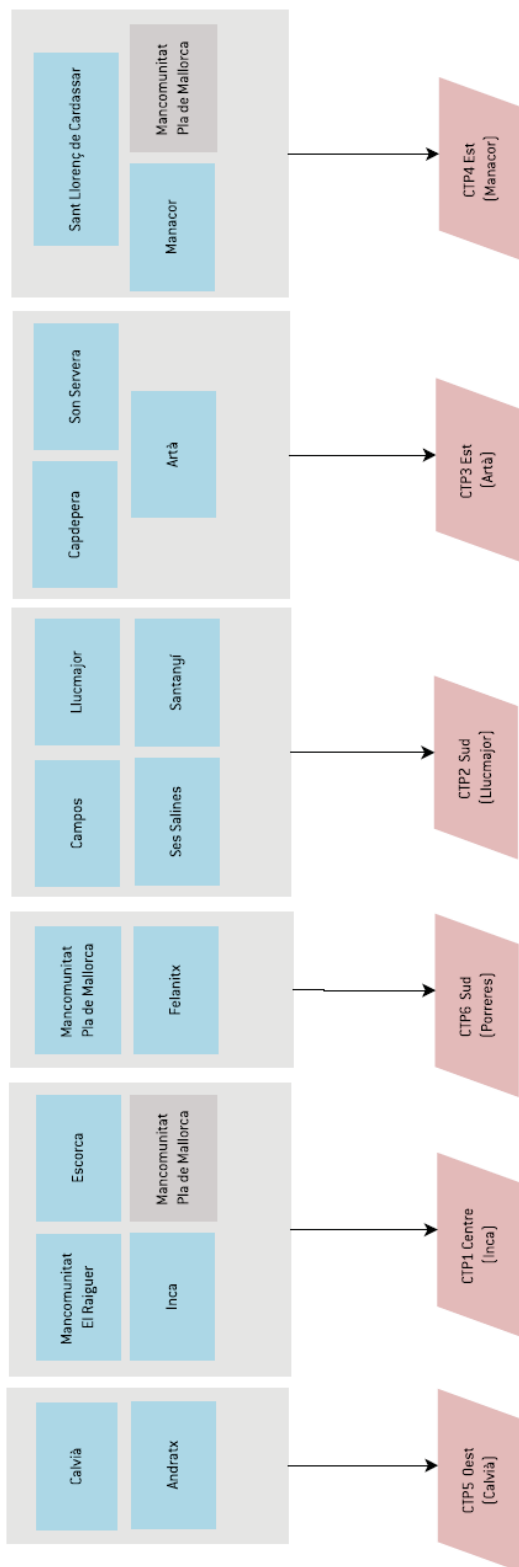 Calvià
Andratx
CTP5 Oest
(Calvià)
Mancomunitat
El Raiguer
Escorca
Inca
Mancomunitat
Pla de Mallorca
CTP1 Centre
(Inca)
Mancomunitat
Pla de Mallorca
Felanitx
CTP6 Sud
(Porreres)
Campos
Llucmajor
Ses Salines
Santanyí
CTP2 Sud
(Llucmajor)
Capdepera
Son Servera
Artà
CTP3 Est
(Artà)
Sant Llorenç de Cardassar
Manacor
Mancomunitat
Pla de Mallorca
CTP4 Est
(Manacor)